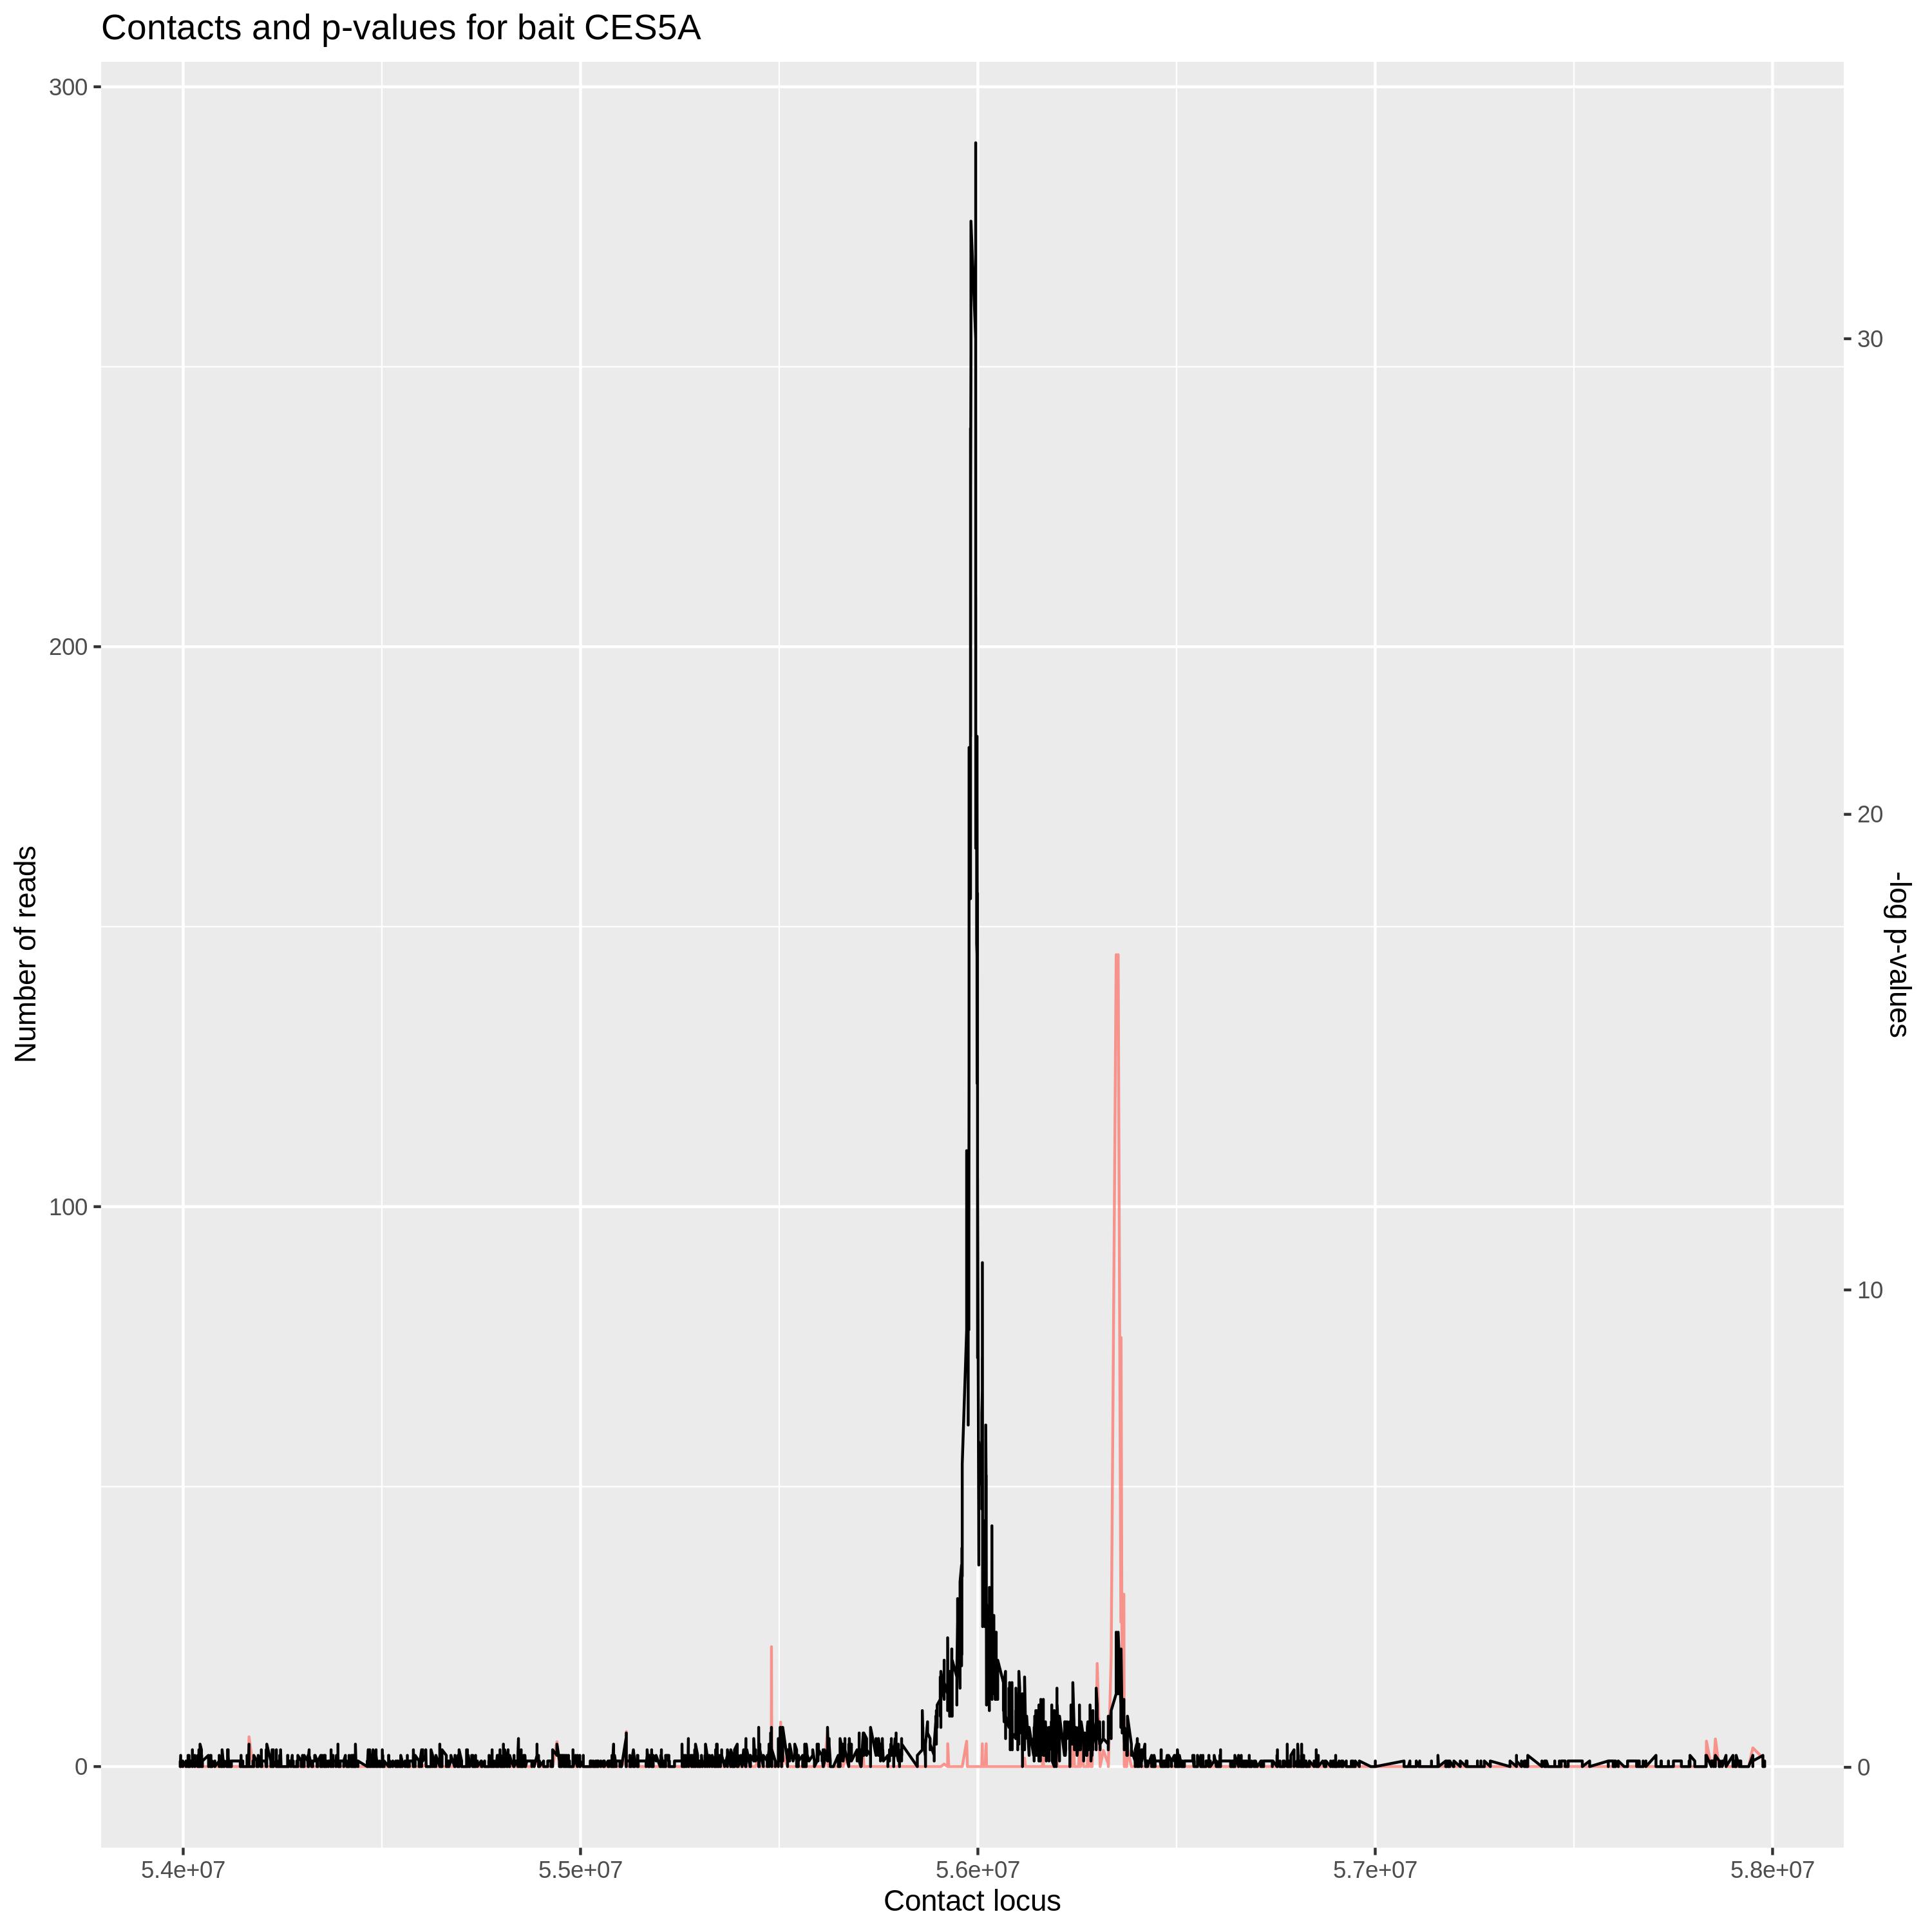 Contacts and p-values for bait CES5A
300
200
100
0
Number of reads
30
20
10
0
-log p-values
5.4e+07
5.5e+07
5.6e+07
5.7e+07
5.8e+07
Contact locus